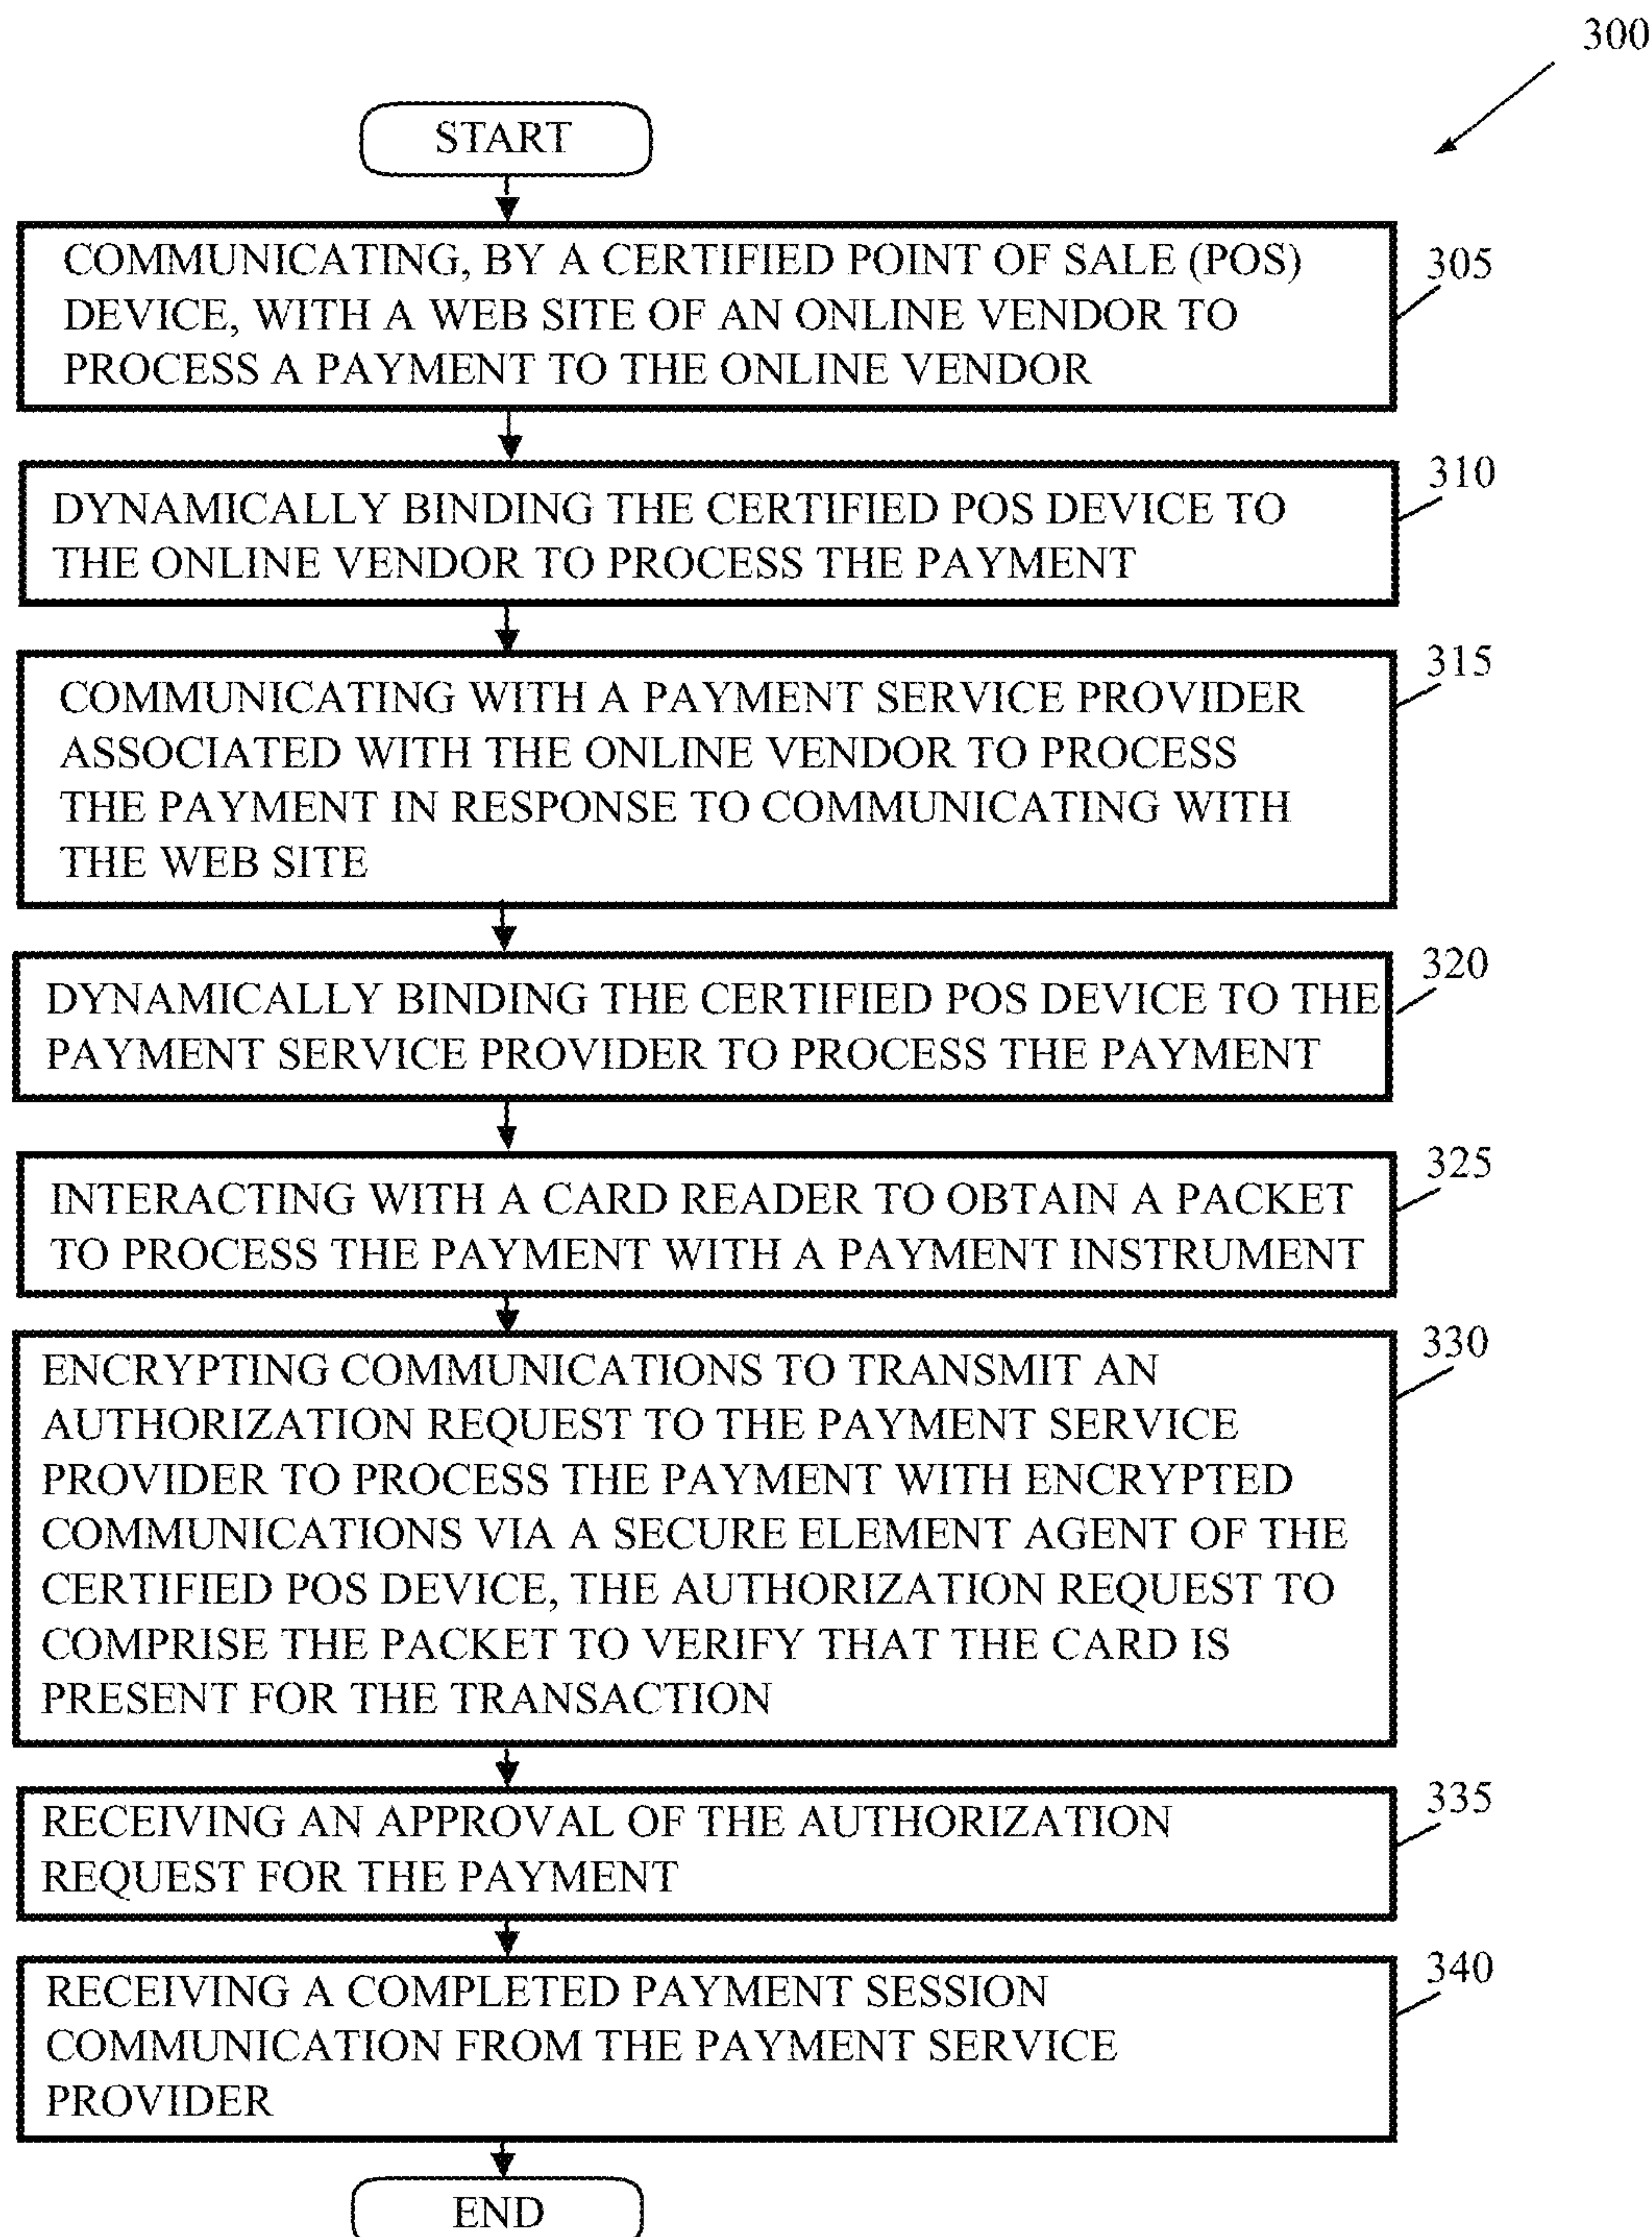 300
START
COMMUNICATING, BY A CERTIFIED POINT OF SALE (POS)
DEVICE, WITH A WEB SITE OF AN ONLINE VENDOR TO
PROCESS A PAYMENT TO THE ONLINE VENDOR
305
DYNAMICALLY BINDING THE CERTIFIED POS DEVICE TO
THE ONLINE VENDOR TO PROCESS THE PAYMENT
310
COMMUNICATING WITH A PAYMENT SERVICE PROVIDER
ASSOCIATED WITH THE ONLINE VENDOR TO PROCESS
THE PAYMENT IN RESPONSE TO COMMUNICATING WITH
THE WEB SITE
315
DYNAMICALLY BINDING THE CERTIFIED POS DEVICE TO THE
PAYMENT SERVICE PROVIDER TO PROCESS THE PAYMENT
320
INTERACTING WITH A CARD READER TO OBTAIN A PACKET
TO PROCESS THE PAYMENT WITH A PAYMENT INSTRUMENT
325
ENCRYPTING COMMUNICATIONS TO TRANSMIT AN
AUTHORIZATION REQUEST TO THE PAYMENT SERVICE
PROVIDER TO PROCESS THE PAYMENT WITH ENCRYPTED
COMMUNICATIONS VIA A SECURE ELEMENT AGENT OF THE
CERTIFIED POS DEVICE, THE AUTHORIZATION REQUEST TO
COMPRISE THE PACKET TO VERIFY THAT THE CARD IS
PRESENT FOR THE TRANSACTION
330
RECEIVING AN APPROVAL OF THE AUTHORIZATION
REQUEST FOR THE PAYMENT
335
RECEIVING A COMPLETED PAYMENT SESSION
COMMUNICATION FROM THE PAYMENT SERVICE
PROVIDER
340
END